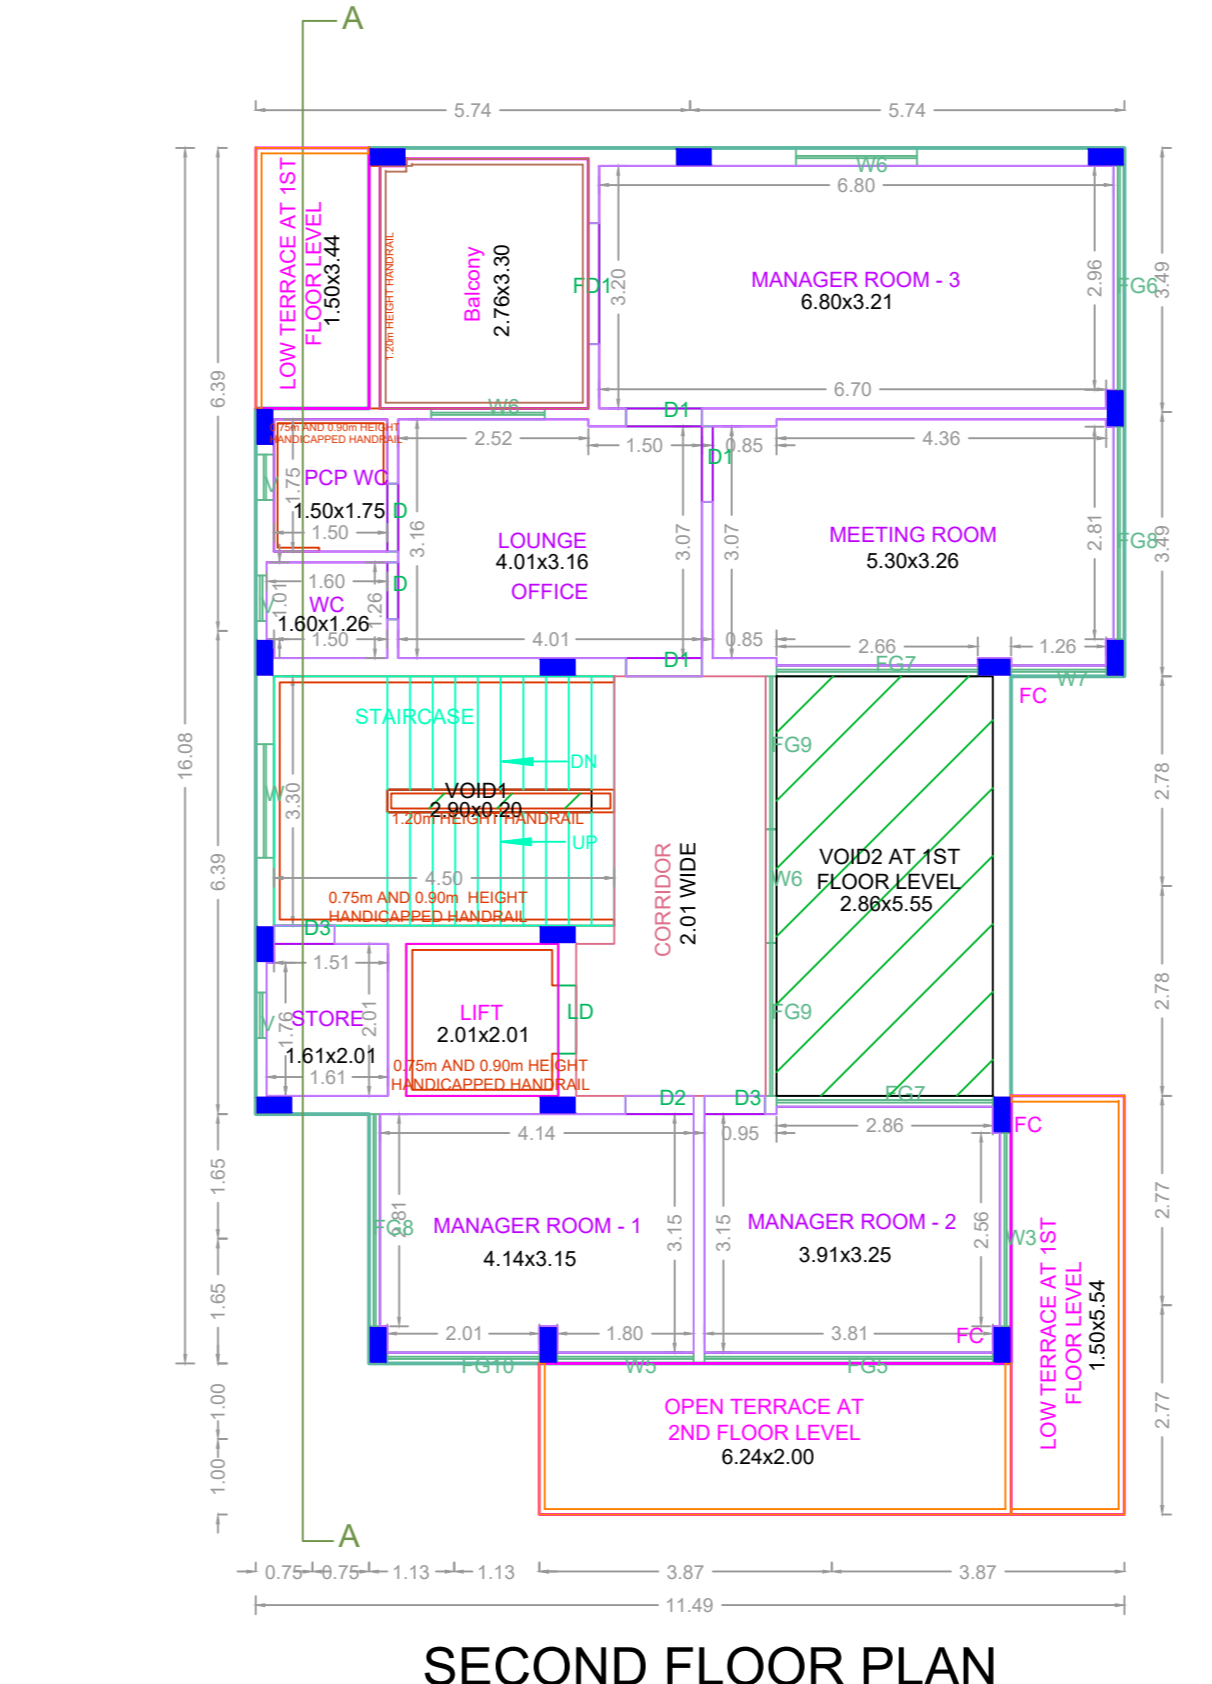 A
5.74
5.74
W6
6.80
LOW TERRACE AT 1ST
FLOOR LEVEL
1.50x3.44
1.20m HEIGHT HANDRAIL
Balcony
2.76x3.30
FD1
3.20
MANAGER ROOM - 3
6.80x3.21
2.96
FG6
3.49
6.70
6.39
16.08
W6
D1
0.75m AND 0.90m HEIGHT
HANDICAPPED HANDRAIL
2.52
1.50
0.85
4.36
D1
V
1.75
PCP WC
1.50x1.75
1.50
D
3.16
LOUNGE
4.01x3.16
OFFICE
3.07
3.07
MEETING ROOM
5.30x3.26
2.81
FG8
3.49
1.60
D
V
1.01
WC
1.60x1.26
1.26
1.50
4.01
0.85
2.66
1.26
D1
FG7
W7
FC
STAIRCASE
DN
FG9
W
3.30
VOID1
2.90x0.20
1.20m HEIGHT HANDRAIL
UP
2.78
6.39
4.50
0.75m AND 0.90m HEIGHT
HANDICAPPED HANDRAIL
CORRIDOR
2.01 WIDE
W6
VOID2 AT 1ST
FLOOR LEVEL
2.86x5.55
D3
1.51
2.78
V
1.76
STORE
2.01
1.61x2.01
1.61
LIFT
2.01x2.01
LD
FG9
0.75m AND 0.90m HEIGHT
HANDICAPPED HANDRAIL
D2
D3
FG7
4.14
0.95
2.86
FC
1.65
FG8
2.81
MANAGER ROOM - 1
4.14x3.15
3.15
3.15
MANAGER ROOM - 2
3.91x3.25
2.56
W3
2.77
1.65
2.01
1.80
3.81
FC
FG10
W5
FG5
LOW TERRACE AT 1ST
FLOOR LEVEL
1.50x5.54
1.00
OPEN TERRACE AT
2ND FLOOR LEVEL
6.24x2.00
2.77
1.00
A
0.75
0.75
1.13
1.13
3.87
3.87
11.49
SECOND FLOOR PLAN